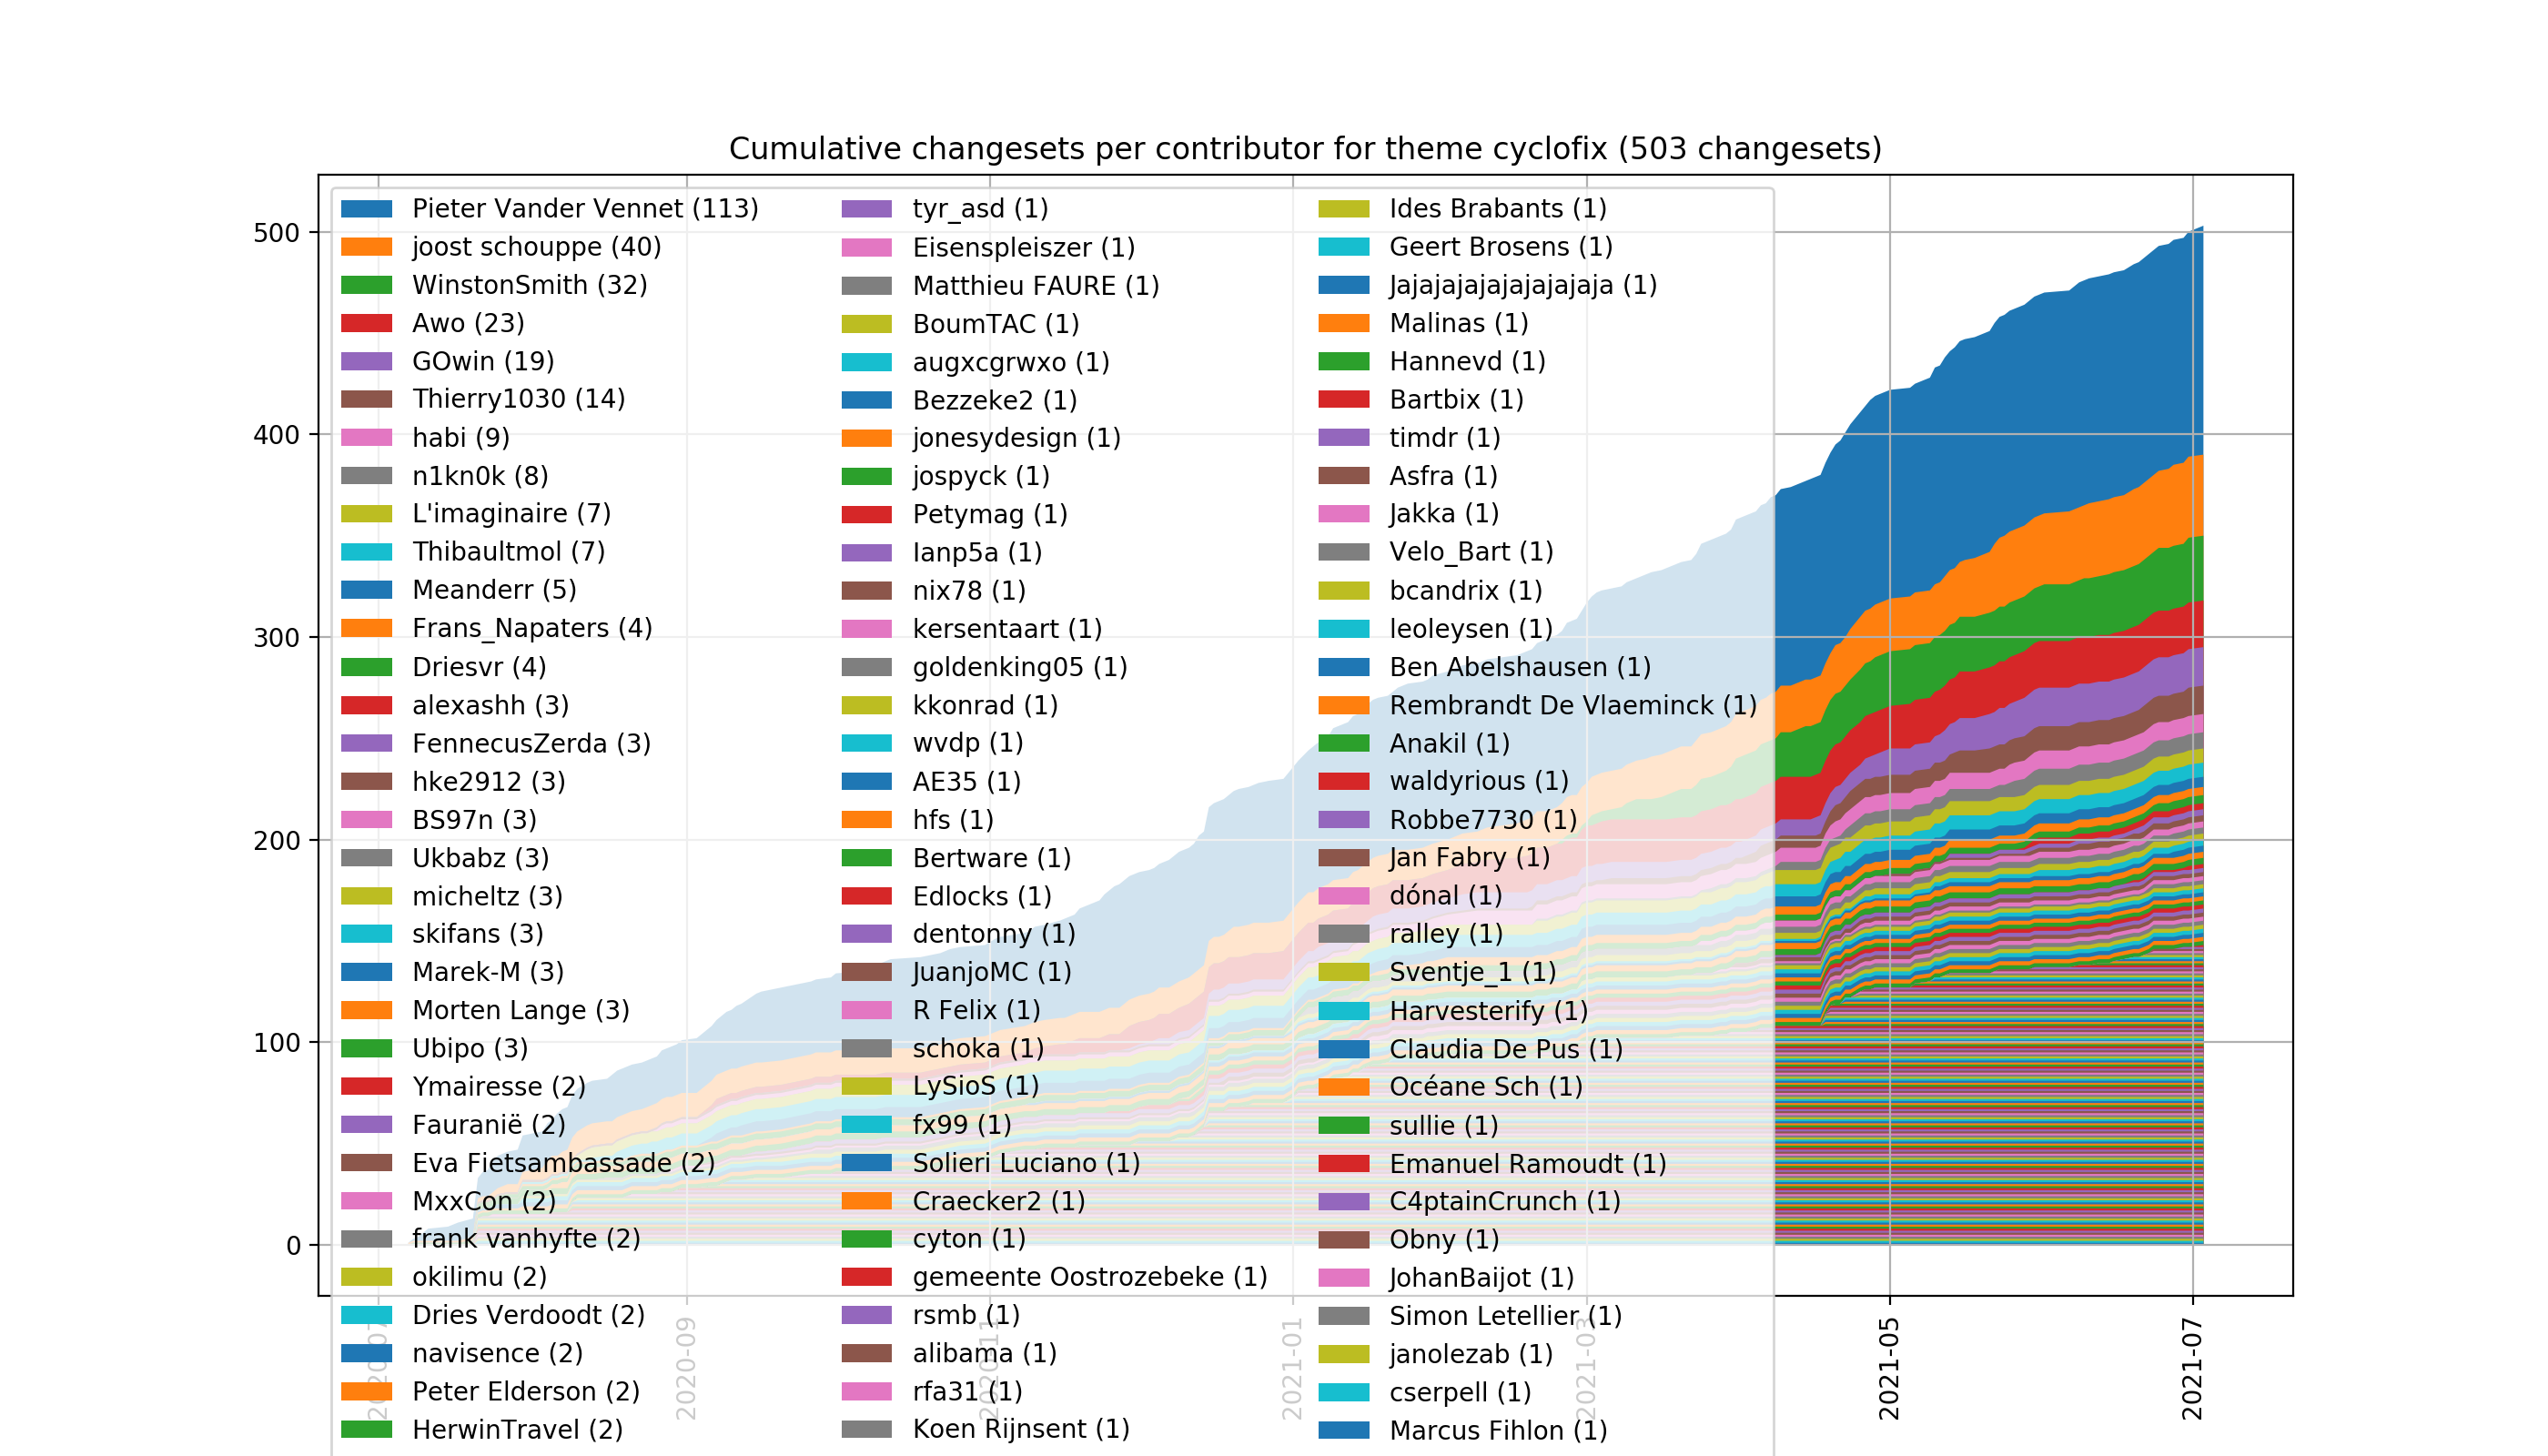 Cumulative changesets per contributor for theme cyclofix (503 changesets)
500
400
300
200
100
0
Pieter Vander Vennet (113)
joost schouppe (40)
WinstonSmith (32)
Awo (23)
GOwin (19)
Thierry1030 (14)
habi (9)
n1kn0k (8)
L'imaginaire (7)
Thibaultmol (7)
Meanderr (5)
Frans_Napaters (4)
Driesvr (4)
alexashh (3)
FennecusZerda (3)
hke2912 (3)
BS97n (3)
Ukbabz (3)
micheltz (3)
skifans (3)
Marek-M (3)
Morten Lange (3)
Ubipo (3)
Ymairesse (2)
Fauranië (2)
Eva Fietsambassade (2)
MxxCon (2)
frank vanhyfte (2)
okilimu (2)
Dries Verdoodt (2)
navisence (2)
Peter Elderson (2)
HerwinTravel (2)
tyr_asd (1)
Eisenspleiszer (1)
Matthieu FAURE (1)
BoumTAC (1)
augxcgrwxo (1)
Bezzeke2 (1)
jonesydesign (1)
jospyck (1)
Petymag (1)
Ianp5a (1)
nix78 (1)
kersentaart (1)
goldenking05 (1)
kkonrad (1)
wvdp (1)
AE35 (1)
hfs (1)
Bertware (1)
Edlocks (1)
dentonny (1)
JuanjoMC (1)
R Felix (1)
schoka (1)
LySioS (1)
fx99 (1)
Solieri Luciano (1)
Craecker2 (1)
cyton (1)
gemeente Oostrozebeke (1)
rsmb (1)
alibama (1)
rfa31 (1)
Koen Rijnsent (1)
Ides Brabants (1)
Geert Brosens (1)
Jajajajajajajajaja (1)
Malinas (1)
Hannevd (1)
Bartbix (1)
timdr (1)
Asfra (1)
Jakka (1)
Velo_Bart (1)
bcandrix (1)
leoleysen (1)
Ben Abelshausen (1)
Rembrandt De Vlaeminck (1)
Anakil (1)
waldyrious (1)
Robbe7730 (1)
Jan Fabry (1)
dónal (1)
ralley (1)
Sventje_1 (1)
Harvesterify (1)
Claudia De Pus (1)
Océane Sch (1)
sullie (1)
Emanuel Ramoudt (1)
C4ptainCrunch (1)
Obny (1)
JohanBaijot (1)
Simon Letellier (1)
janolezab (1)
cserpell (1)
Marcus Fihlon (1)
2020-07
2020-09
2020-11
2021-01
2021-03
2021-05
2021-07